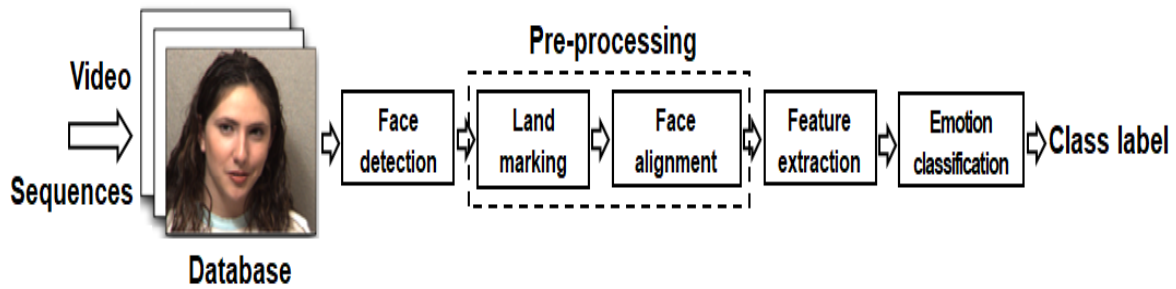 Pre-processing
Video
Sequences
Database
Face
detection
Land
marking
Face
alignment
Feature
extraction
Emotion
classification
Class label